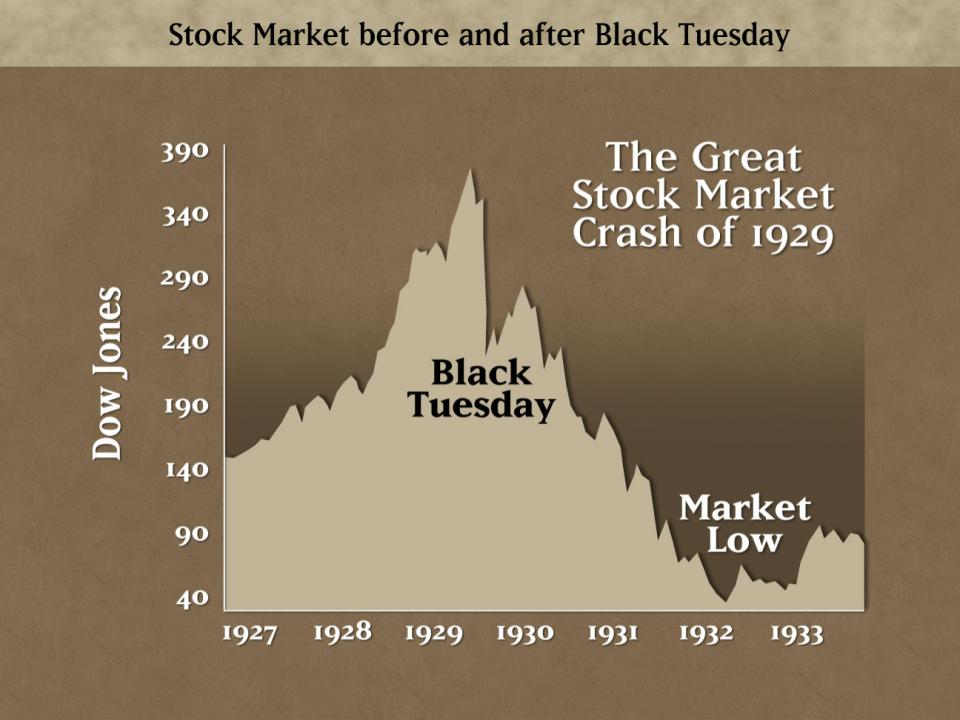 Stock Market before and after Black Tuesday
The Great
Stock Market
Crash of 1929
Dow Jones
390
340
290
240
190
140
90
40
Black
Tuesday
Market
Low
1927 1928 1929 1930 1931 1932 1933